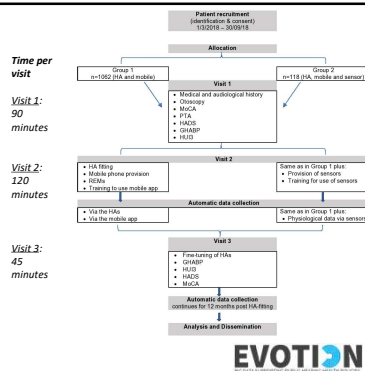 Patient recruitment
(identification & consent)
1/3/2018 – 30/09/18
Allocation
Time per
visit
Group 1
n=1062 (HA and mobile)
Group 2
n=118 (HA, mobile and sensor)
Visit 1
Visit 1:
90
minutes
• Medical and audiological history
• Otoscopy
• MoCA
• PTA
• HADS
• GHABP
• HUI3
Visit 2
Visit 2:
120
minutes
• HA fitting
• Mobile phone provision
• REMs
• Training to use mobile app
Same as in Group 1 plus:
• Provision of sensors
• Training for use of sensors
Automatic data collection
• Via the HAs
• Via the mobile app
Same as in Group 1 plus:
• Physiological data via sensors
Visit 3
Visit 3:
45
minutes
• Fine-tuning of HAs
• GHABP
• HUI3
• HADS
• MoCA
Automatic data collection
continues for 12 months post HA-fitting
Analysis and Dissemination
EVOTION